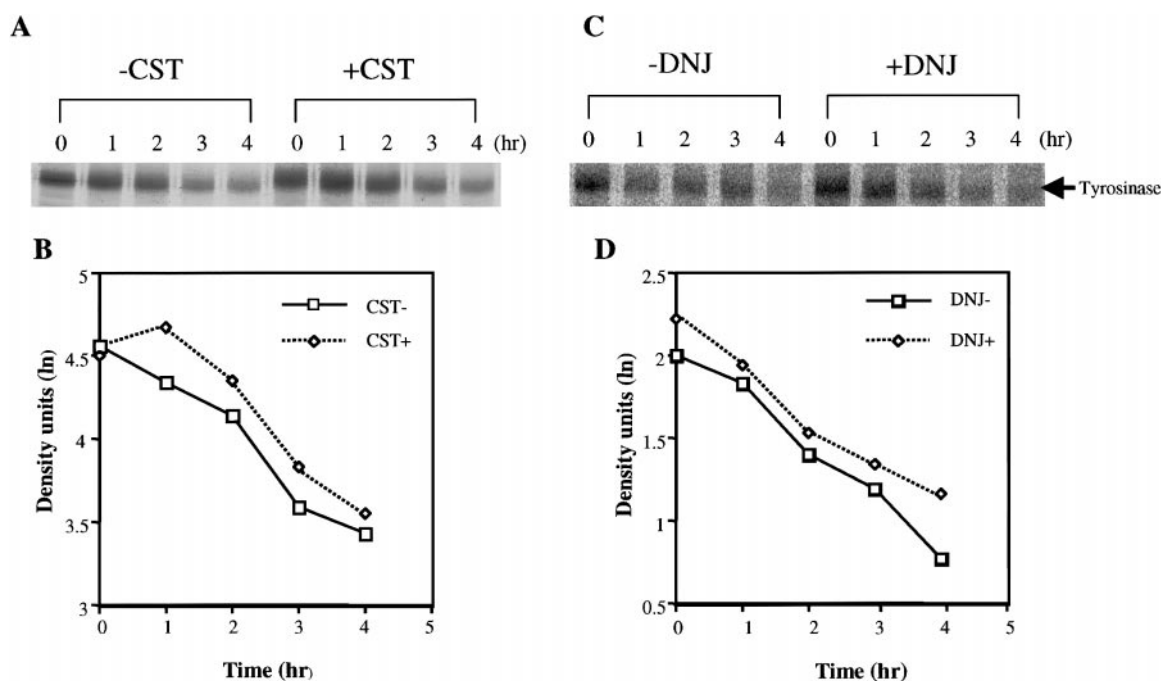 A
-CST +CST
0 1 2 3 4 0 1 2 3 4 (hr)
B
5
4.5
4
3.5
3
0 1 2 3 4 5
Density units (ln)
Time (hr)
CST-
CST+
C
-DNJ +DNJ
0 1 2 3 4 0 1 2 3 4 (hr)
Tyrosinase
D
2.5
2
1.5
1
0.5
0 1 2 3 4 5
Density units (ln)
Time (hr)
DNJ-
DNJ+